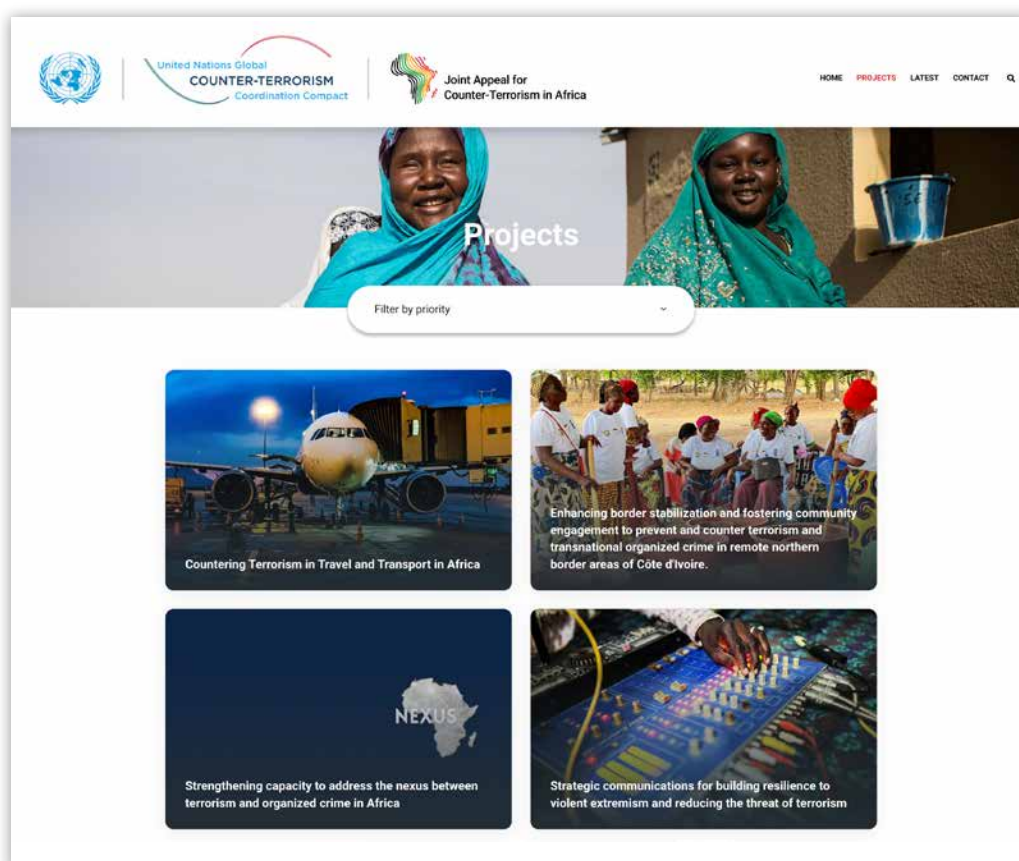 United Nations Global
COUNTER-TERRORISM
Coordination Compact
Joint Appeal for
Counter-Terrorism in Africa
HOME PROJECTS LATEST CONTACT
Projects
Filter by priority
Countering Terrorism in Travel and Transport in Africa
Enhancing border stabilization and fostering community
engagement to prevent and counter terrorism and
transnational organized crime in remote northern
border areas of Côte d'Ivoire.
NEXUS
Strengthening capacity to address the nexus between
terrorism and organized crime in Africa
Strategic communications for building resilience to
violent extremism and reducing the threat of terrorism